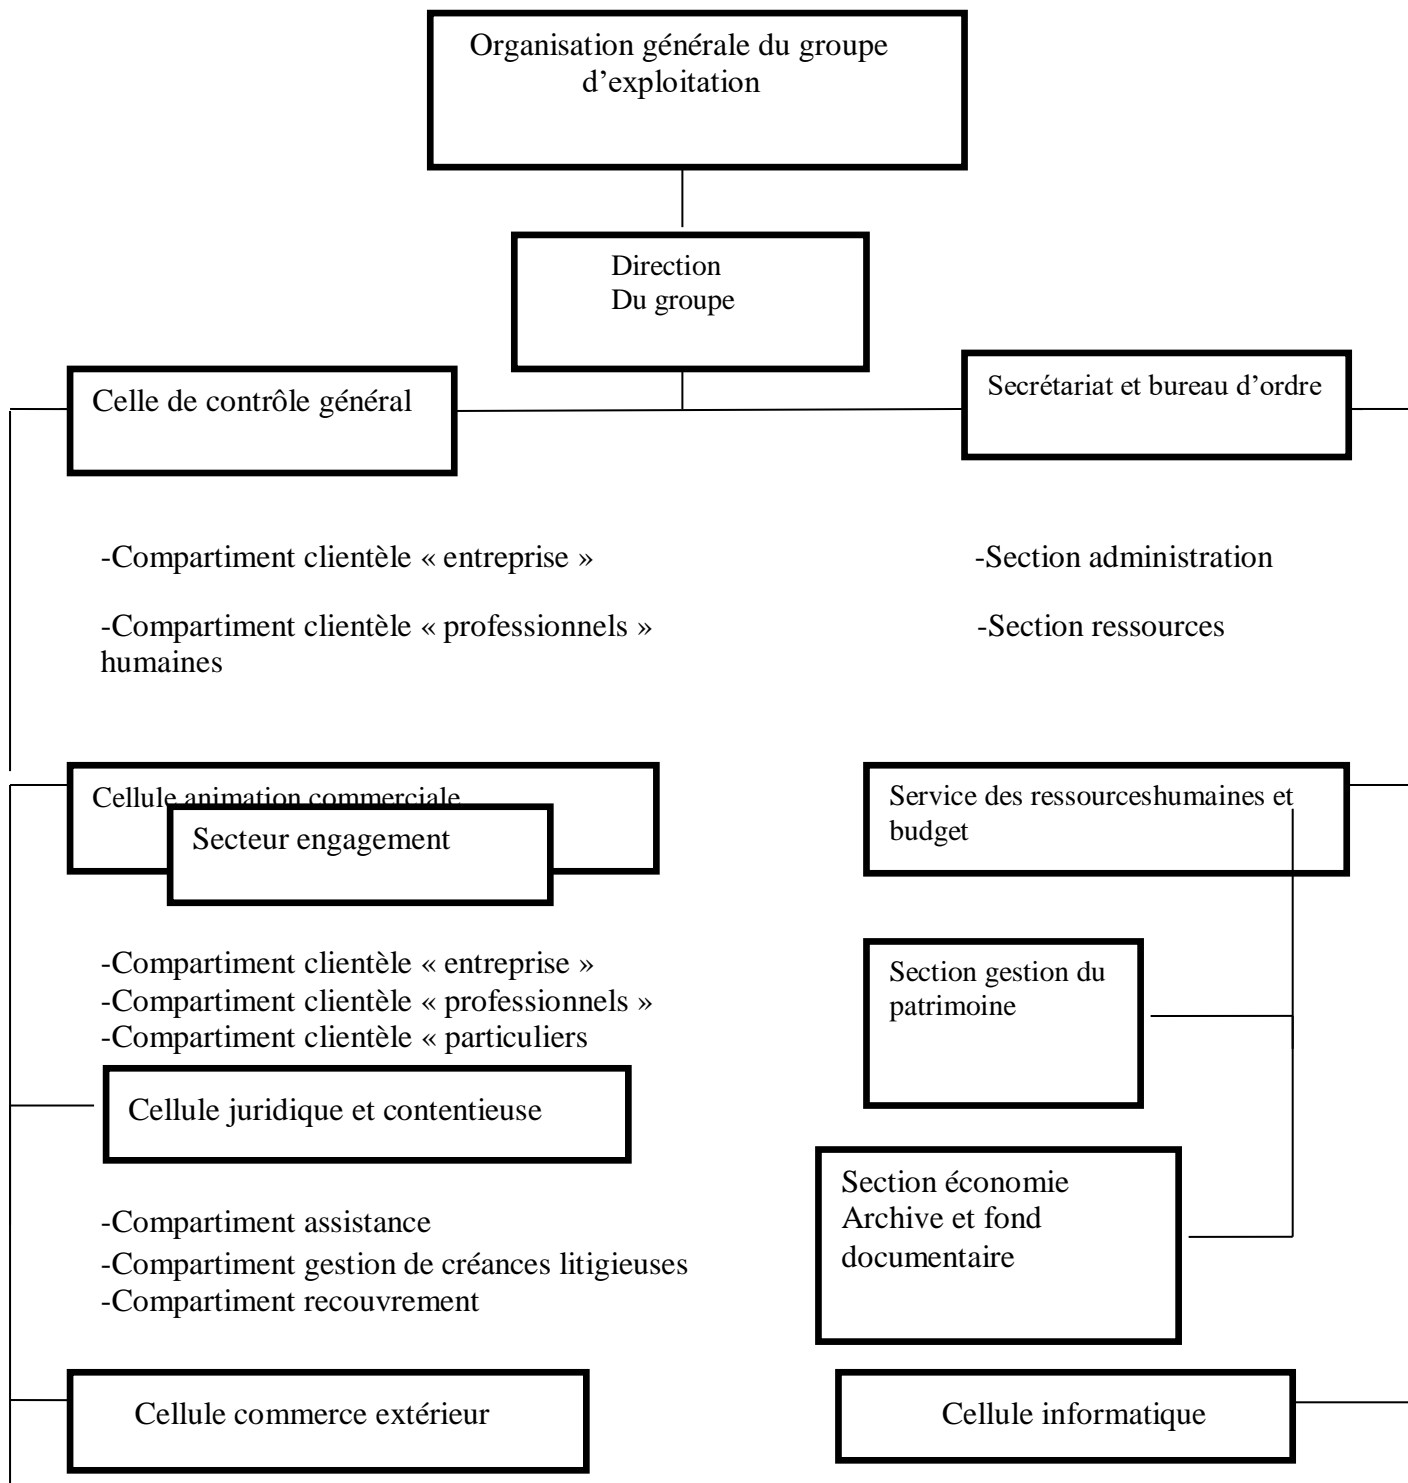 Organisation générale du groupe
d’exploitation
Direction
Du groupe
Celle de contrôle général
Secrétariat et bureau d’ordre
-Compartiment clientèle « entreprise »
-Section administration
-Compartiment clientèle « professionnels »
-Section ressources
humaines
Cellule animation commerciale
Secteur engagement
Service des ressourceshumaines et
budget
-Compartiment clientèle « entreprise »
-Compartiment clientèle « professionnels »
-Compartiment clientèle « particuliers
Section gestion du
patrimoine
Cellule juridique et contentieuse
-Compartiment assistance
-Compartiment gestion de créances litigieuses
-Compartiment recouvrement
Section économie
Archive et fond
documentaire
Cellule commerce extérieur
Cellule informatique